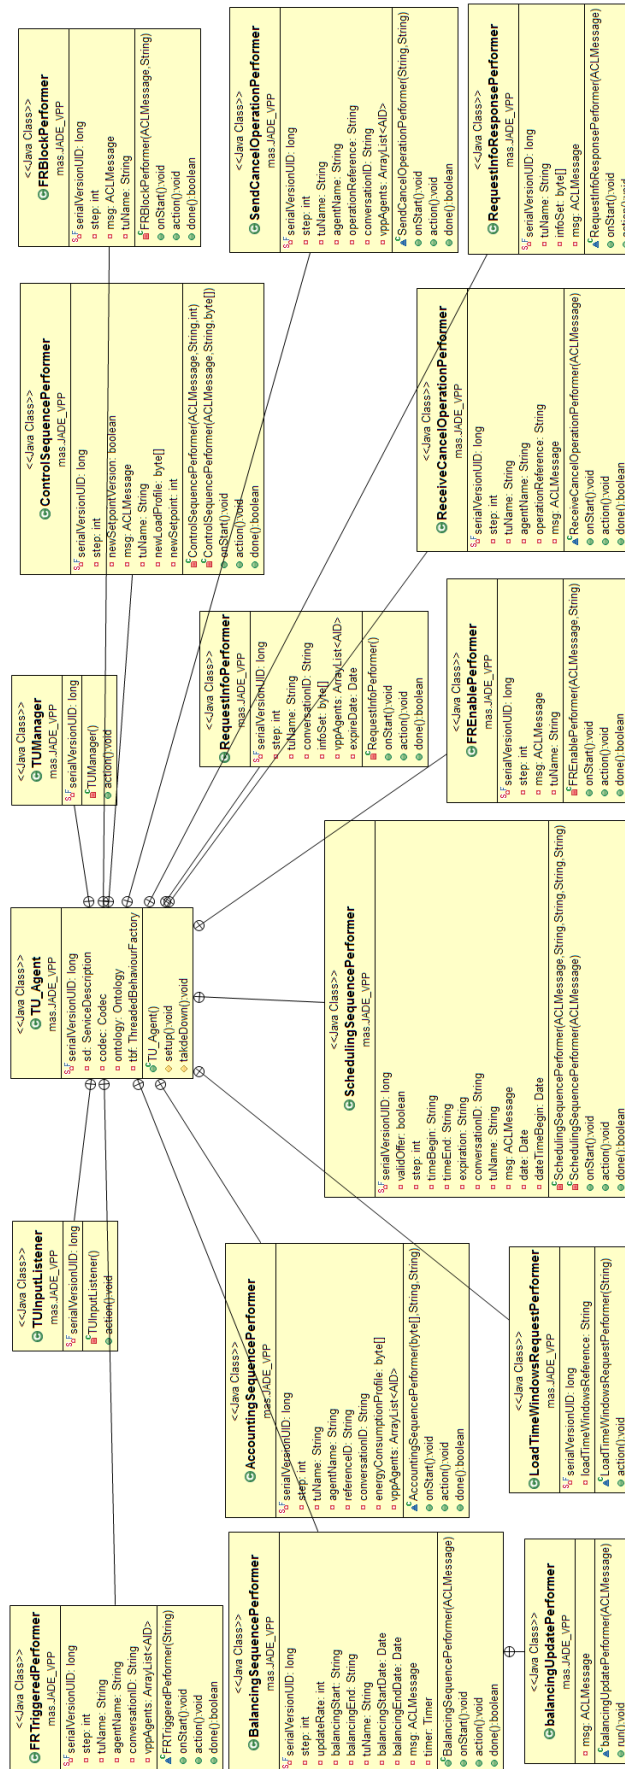 <<Java Class>>
FRTriggeredPerformer
mas.JADE_VPP
serialVersionUID: long
step: int
tuName: String
agentName: String
conversationID: String
vppAgents: ArrayList<AID>
FRTriggeredPerformer(String)
onStart():void
action():void
done():boolean
<<Java Class>>
TUInputListener
mas.JADE_VPP
serialVersionUID: long
TUInputListener()
action():void
<<Java Class>>
TU_Agent
mas.JADE_VPP
serialVersionUID: long
sd: ServiceDescription
codec: Codec
ontology: Ontology
tbf: ThreadedBehaviourFactory
TU_Agent()
setup():void
takdeDown():void
<<Java Class>>
TUManager
mas.JADE_VPP
serialVersionUID: long
TUManager()
action():void
<<Java Class>>
ControlSequencePerformer
mas.JADE_VPP
serialVersionUID: long
step: int
newSetpointVersion: boolean
msg: ACLMessage
tuName: String
newLoadProfile: byte[]
newSetpoint: int
ControlSequencePerformer(ACLMessage,String,int)
ControlSequencePerformer(ACLMessage,String,byte[])
onStart():void
action():void
done():boolean
<<Java Class>>
FRBlockPerformer
mas.JADE_VPP
serialVersionUID: long
step: int
msg: ACLMessage
tuName: String
FRBlockPerformer(ACLMessage,String)
onStart():void
action():void
done():boolean
<<Java Class>>
BalancingSequencePerformer
mas.JADE_VPP
serialVersionUID: long
step: int
updateRate: int
balancingStart: String
balancingEnd: String
tuName: String
balancingStartDate: Date
balancingEndDate: Date
msg: ACLMessage
timer: Timer
BalancingSequencePerformer(ACLMessage)
onStart():void
action():void
done():boolean
<<Java Class>>
AccountingSequencePerformer
mas.JADE_VPP
serialVersionUID: long
step: int
tuName: String
agentName: String
referenceID: String
conversationID: String
energyConsumptionProfile: byte[]
vppAgents: ArrayList<AID>
AccountingSequencePerformer(byte[],String,String)
onStart():void
action():void
done():boolean
<<Java Class>>
SchedulingSequencePerformer
mas.JADE_VPP
serialVersionUID: long
validOffer: boolean
step: int
timeBegin: String
timeEnd: String
expiration: String
conversationID: String
tuName: String
msg: ACLMessage
date: Date
dateTimeBegin: Date
SchedulingSequencePerformer(ACLMessage,String,String,String,String)
SchedulingSequencePerformer(ACLMessage)
onStart():void
action():void
done():boolean
<<Java Class>>
RequestInfoPerformer
mas.JADE_VPP
serialVersionUID: long
step: int
tuName: String
conversationID: String
infoSet: byte[]
vppAgents: ArrayList<AID>
expireDate: Date
RequestInfoPerformer()
onStart():void
action():void
done():boolean
<<Java Class>>
SendCancelOperationPerformer
mas.JADE_VPP
serialVersionUID: long
step: int
tuName: String
agentName: String
operationReference: String
conversationID: String
vppAgents: ArrayList<AID>
SendCancelOperationPerformer(String,String)
onStart():void
action():void
done():boolean
<<Java Class>>
balancingUpdatePerformer
mas.JADE_VPP
msg: ACLMessage
balancingUpdatePerformer(ACLMessage)
run():void
<<Java Class>>
LoadTimeWindowsRequestPerformer
mas.JADE_VPP
serialVersionUID: long
loadTimeWindowsReference: String
LoadTimeWindowsRequestPerformer(String)
action():void
<<Java Class>>
FREnablePerformer
mas.JADE_VPP
serialVersionUID: long
step: int
msg: ACLMessage
tuName: String
FREnablePerformer(ACLMessage,String)
onStart():void
action():void
done():boolean
<<Java Class>>
ReceiveCancelOperationPerformer
mas.JADE_VPP
serialVersionUID: long
step: int
tuName: String
agentName: String
operationReference: String
msg: ACLMessage
ReceiveCancelOperationPerformer(ACLMessage)
onStart():void
action():void
done():boolean
<<Java Class>>
RequestInfoResponsePerformer
mas.JADE_VPP
serialVersionUID: long
tuName: String
infoSet: byte[]
msg: ACLMessage
RequestInfoResponsePerformer(ACLMessage)
onStart():void
action():void